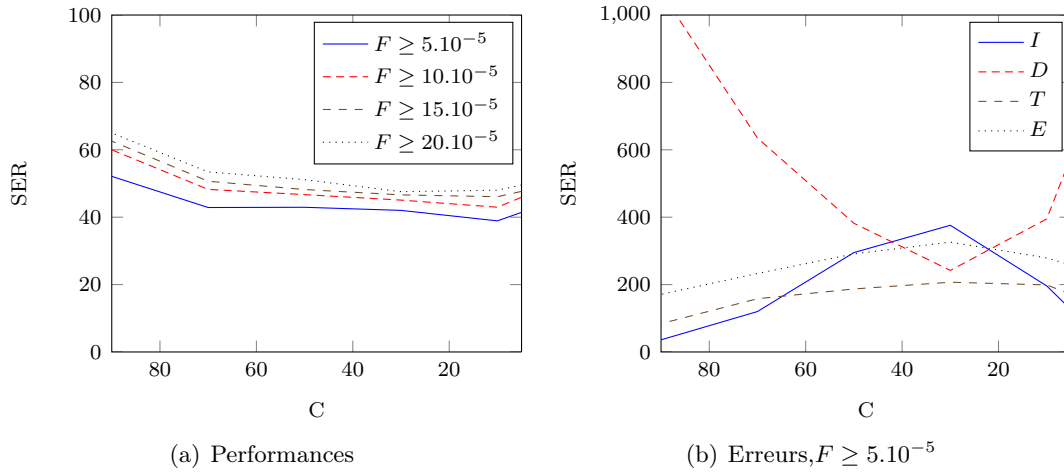 100
80
60
40
20
0
SER
80
60
40
20
C
F ≥ 5.10⁻⁵
F ≥ 10.10⁻⁵
F ≥ 15.10⁻⁵
F ≥ 20.10⁻⁵
(a) Performances
1,000
800
600
400
200
0
SER
80
60
40
20
C
I
D
T
E
(b) Erreurs,F ≥ 5.10⁻⁵